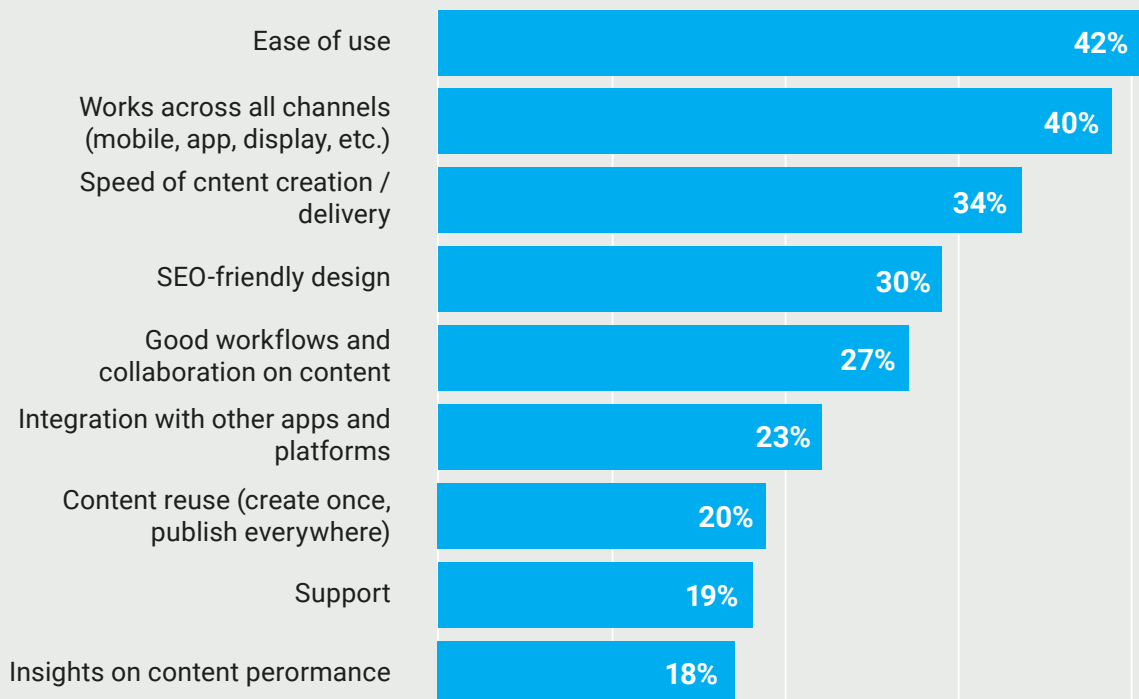 Ease of use
42%
Works across all channels
(mobile, app, display, etc.)
40%
Speed of cntent creation /
delivery
34%
SEO-friendly design
30%
Good workflows and
collaboration on content
27%
Integration with other apps and
platforms
23%
Content reuse (create once,
publish everywhere)
20%
Support
19%
Insights on content perormance
18%